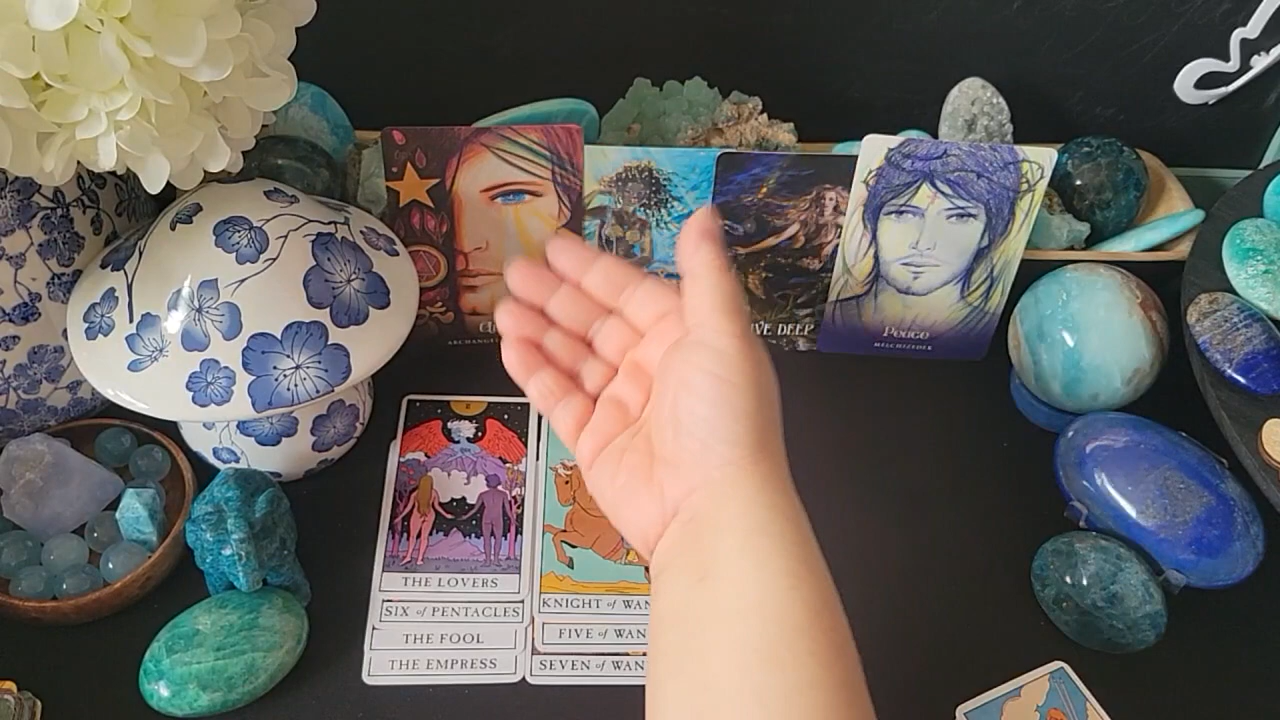 IVE DEEP
Peace
MELCHIZEDEK
II
THE LOVERS
SIX of PENTACLES
THE FOOL
THE EMPRESS
KNIGHT of WAN
FIVE of WAN
SEVEN of WAN